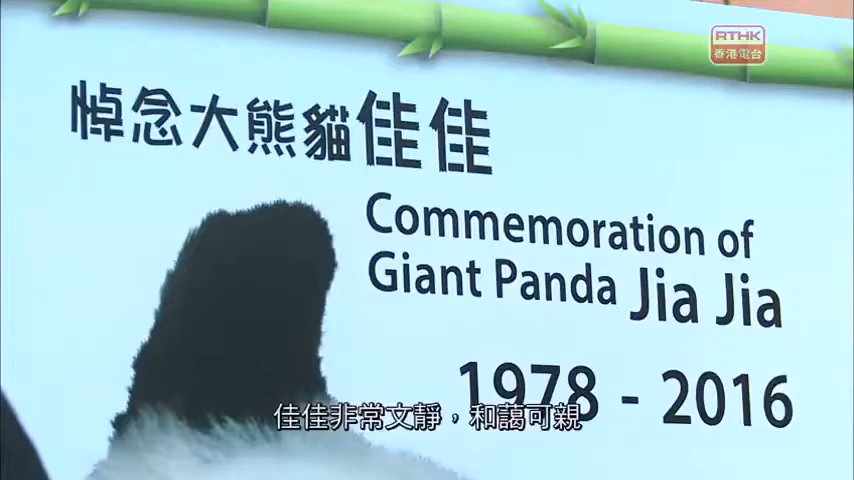 RTHK
香港電台
悼念大熊貓佳佳
Commemoration of
Giant Panda Jia Jia
1978 - 2016
佳佳非常文靜，和藹可親